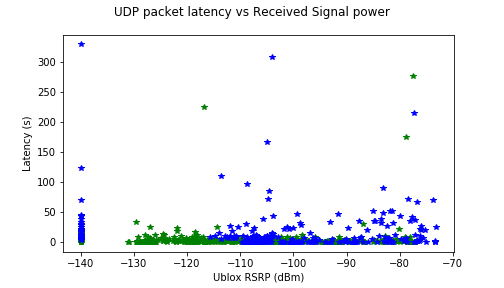 UDP packet latency vs Received Signal power
300
250
200
150
100
50
0
Latency (s)
−140 −130 −120 −110 −100 −90 −80 −70
Ublox RSRP (dBm)